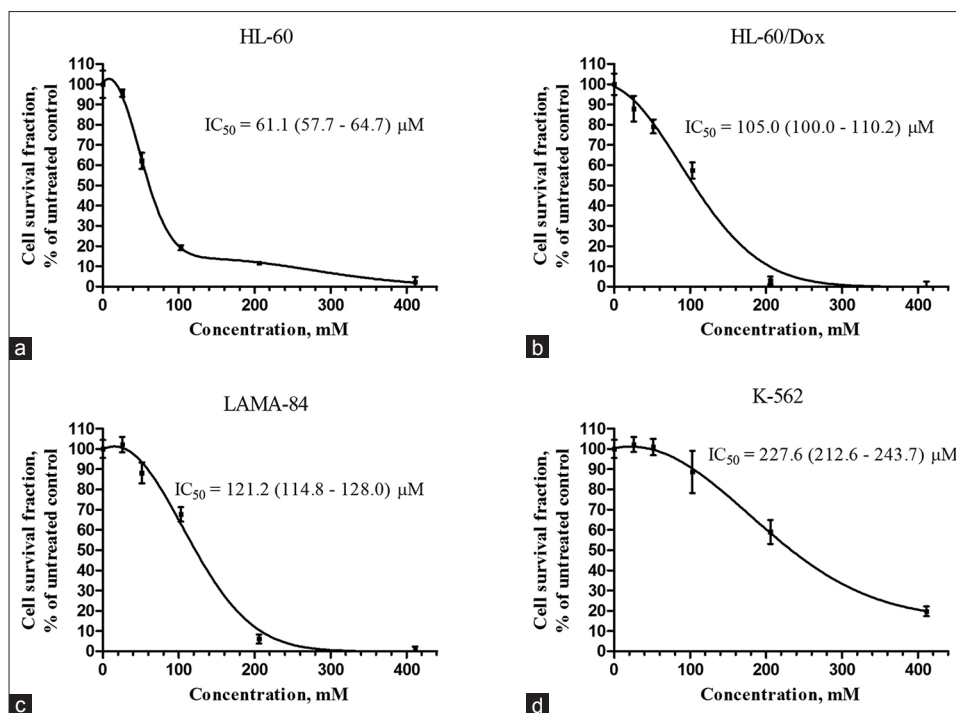 HL-60
Cell survival fraction,
% of untreated control
110
100
90
80
70
60
50
40
30
20
10
0
IC50 = 61.1 (57.7 - 64.7) μM
0
200
400
100
300
Concentration, mM
a
HL-60/Dox
Cell survival fraction,
% of untreated control
110
100
90
80
70
60
50
40
30
20
10
0
IC50 = 105.0 (100.0 - 110.2) μM
0
100
200
300
400
Concentration, mM
b
LAMA-84
Cell survival fraction,
% of untreated control
110
100
90
80
70
60
50
40
30
20
10
0
IC50 = 121.2 (114.8 - 128.0) μM
0
100
200
300
400
Concentration, mM
c
K-562
Cell survival fraction,
% of untreated control
110
100
90
80
70
60
50
40
30
20
10
0
IC50 = 227.6 (212.6 - 243.7) μM
0
100
200
300
400
Concentration, mM
d